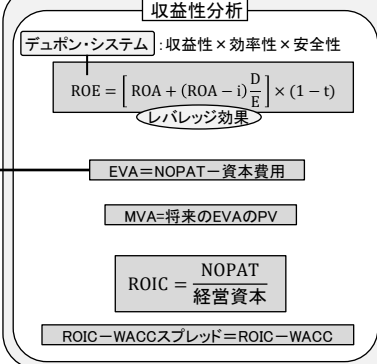 収益性分析
デュポン・システム:収益性×効率性×安全性
ROE = [ ROA + (ROA − i) D/E ] × (1 − t)
レバレッジ効果
EVA=NOPAT−資本費用
MVA=将来のEVAのPV
ROIC = NOPAT/経営資本
ROIC−WACCスプレッド=ROIC−WACC